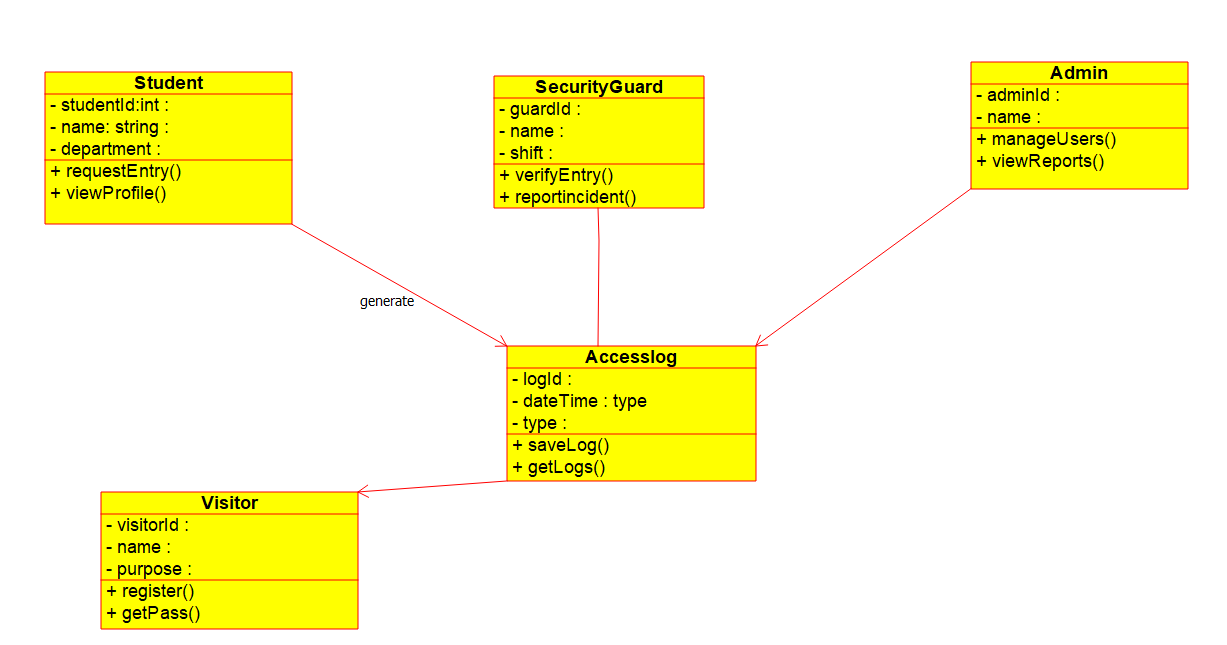 Student
- studentId:int :
- name: string :
- department :
+ requestEntry()
+ viewProfile()
SecurityGuard
- guardId :
- name :
- shift :
+ verifyEntry()
+ reportincident()
Admin
- adminId :
- name :
+ manageUsers()
+ viewReports()
generate
Accesslog
- logId :
- dateTime : type
- type :
+ saveLog()
+ getLogs()
Visitor
- visitorId :
- name :
- purpose :
+ register()
+ getPass()